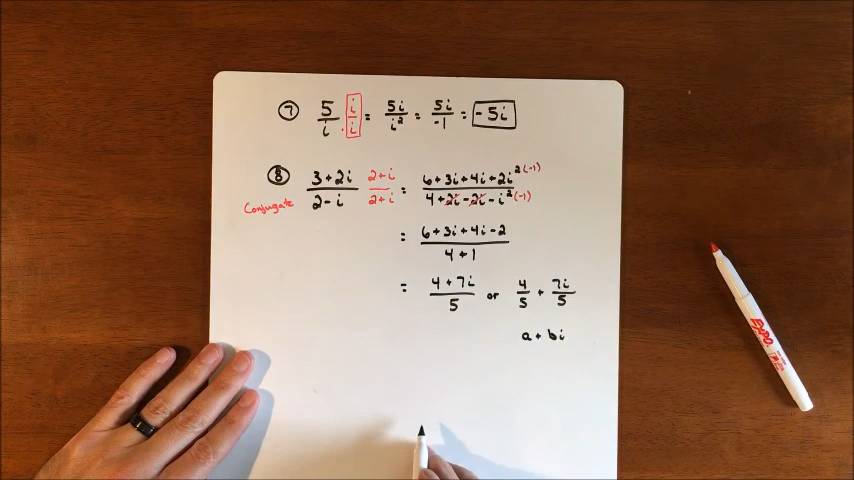 7 5/i · i/i = 5i/i² = 5i/-1 = -5i
8 3+2i/2-i 2+i/2+i = 6+3i+4i+2i² (-1)/4+2i-2i-i² (-1)
Conjugate
= 6+3i+4i-2/4+1
= 4+7i/5 or 4/5 + 7i/5
a+bi
EXPO